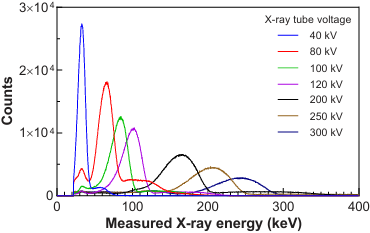 X-ray tube voltage
40 kV
80 kV
100 kV
120 kV
200 kV
250 kV
300 kV
3×10⁴
2×10⁴
1×10⁴
0
Counts
0 100 200 300 400
Measured X-ray energy (keV)